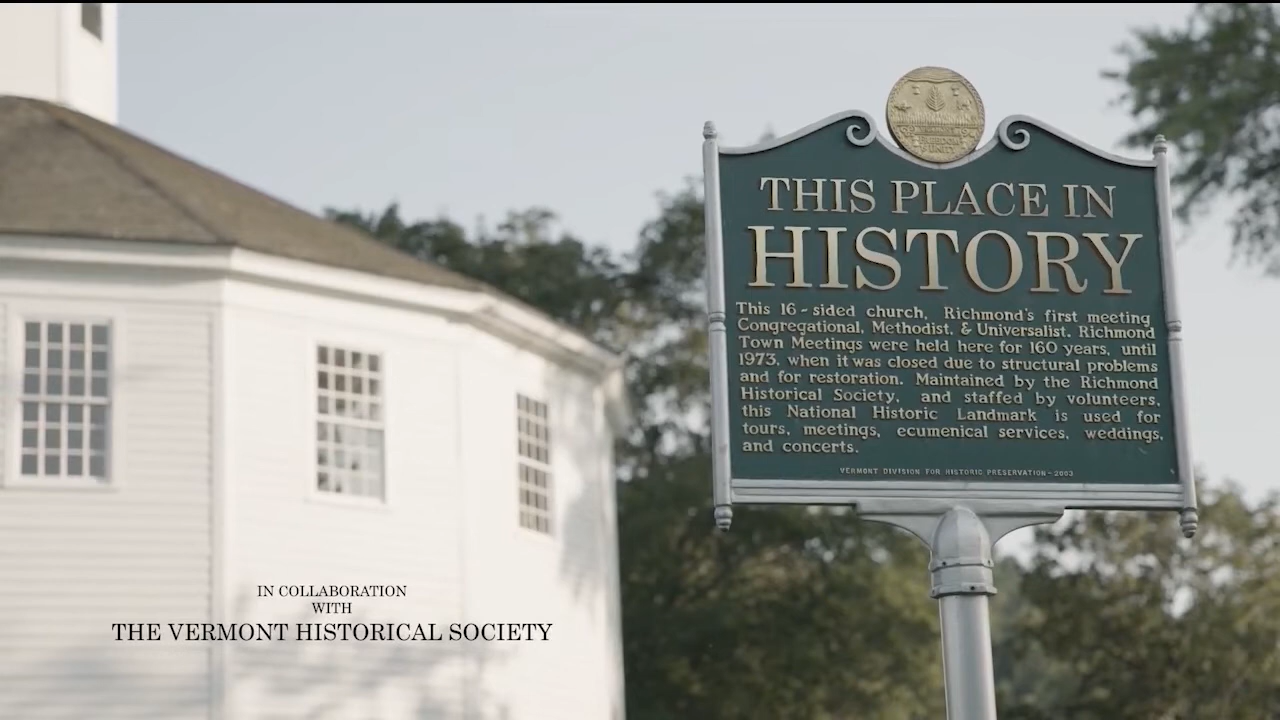 THIS PLACE IN
HISTORY
This 16-sided church, Richmond's first meeting
Congregational, Methodist, & Universalist. Richmond
Town Meetings were held here for 160 years, until
1973, when it was closed due to structural problems
and for restoration. Maintained by the Richmond
Historical Society, and staffed by volunteers,
this National Historic Landmark is used for
tours, meetings, ecumenical services, weddings,
and concerts.
VERMONT DIVISION FOR HISTORIC PRESERVATION-2003
IN COLLABORATION
WITH
THE VERMONT HISTORICAL SOCIETY